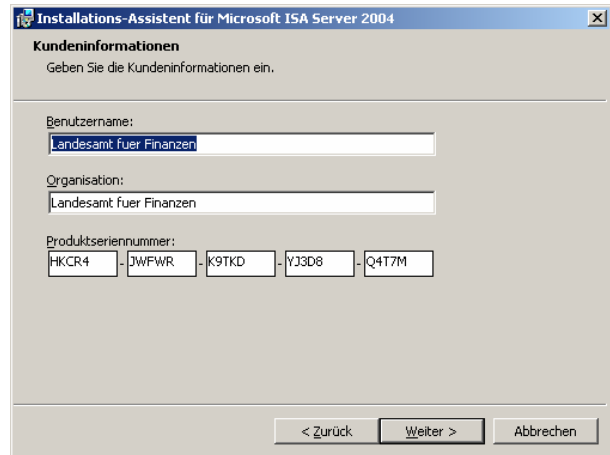 Installations-Assistent für Microsoft ISA Server 2004
Kundeninformationen
Geben Sie die Kundeninformationen ein.
Benutzername:
Landesamt fuer Finanzen
Organisation:
Landesamt fuer Finanzen
Produktseriennummer:
HKCR4 - JWFWR - K9TKD - YJ3D8 - Q4T7M
< Zurück Weiter > Abbrechen